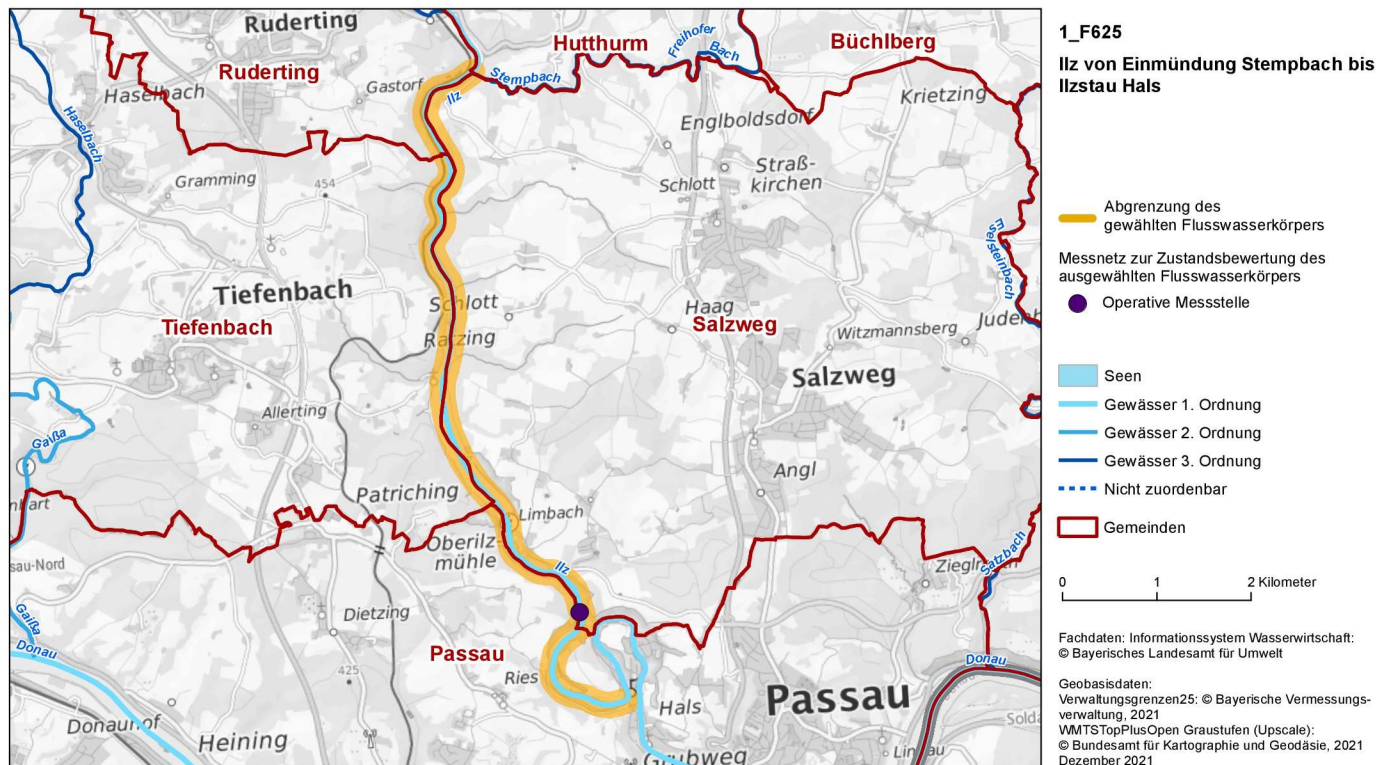 Ruderting
Hutthurm
Freihofer
Bach
Büchlberg
Ruderting
Gastorf
Stempbach
Ilz
Haselbach
Krietzing
Englboldsdorf
Haselbach
Straß-
kirchen
Gramming
454
Schlott
Eselsteinbach
Tiefenbach
Schlott
Haag
Tiefenbach
Ratzing
Salzweg
Witzmannsberg
Salzweg
Allerting
Gaißa
Angl
Patriching
Limbach
Oberilz-
mühle
Ilz
Satzbach
Dietzing
Gaißa
Donau
Passau
Donau
425
Ries
Hals
Passau
Donauhof
Heining
Grubweg
1_F625
Ilz von Einmündung Stempbach bis
Ilzstau Hals
Abgrenzung des
gewählten Flusswasserkörpers
Messnetz zur Zustandsbewertung des
ausgewählten Flusswasserkörpers
Operative Messstelle
Seen
Gewässer 1. Ordnung
Gewässer 2. Ordnung
Gewässer 3. Ordnung
Nicht zuordenbar
Gemeinden
0 1 2 Kilometer
Fachdaten: Informationssystem Wasserwirtschaft:
© Bayerisches Landesamt für Umwelt
Geobasisdaten:
Verwaltungsgrenzen25: © Bayerische Vermessungs-
verwaltung, 2021
WMTSTopPlusOpen Graustufen (Upscale):
© Bundesamt für Kartographie und Geodäsie, 2021
Dezember 2021